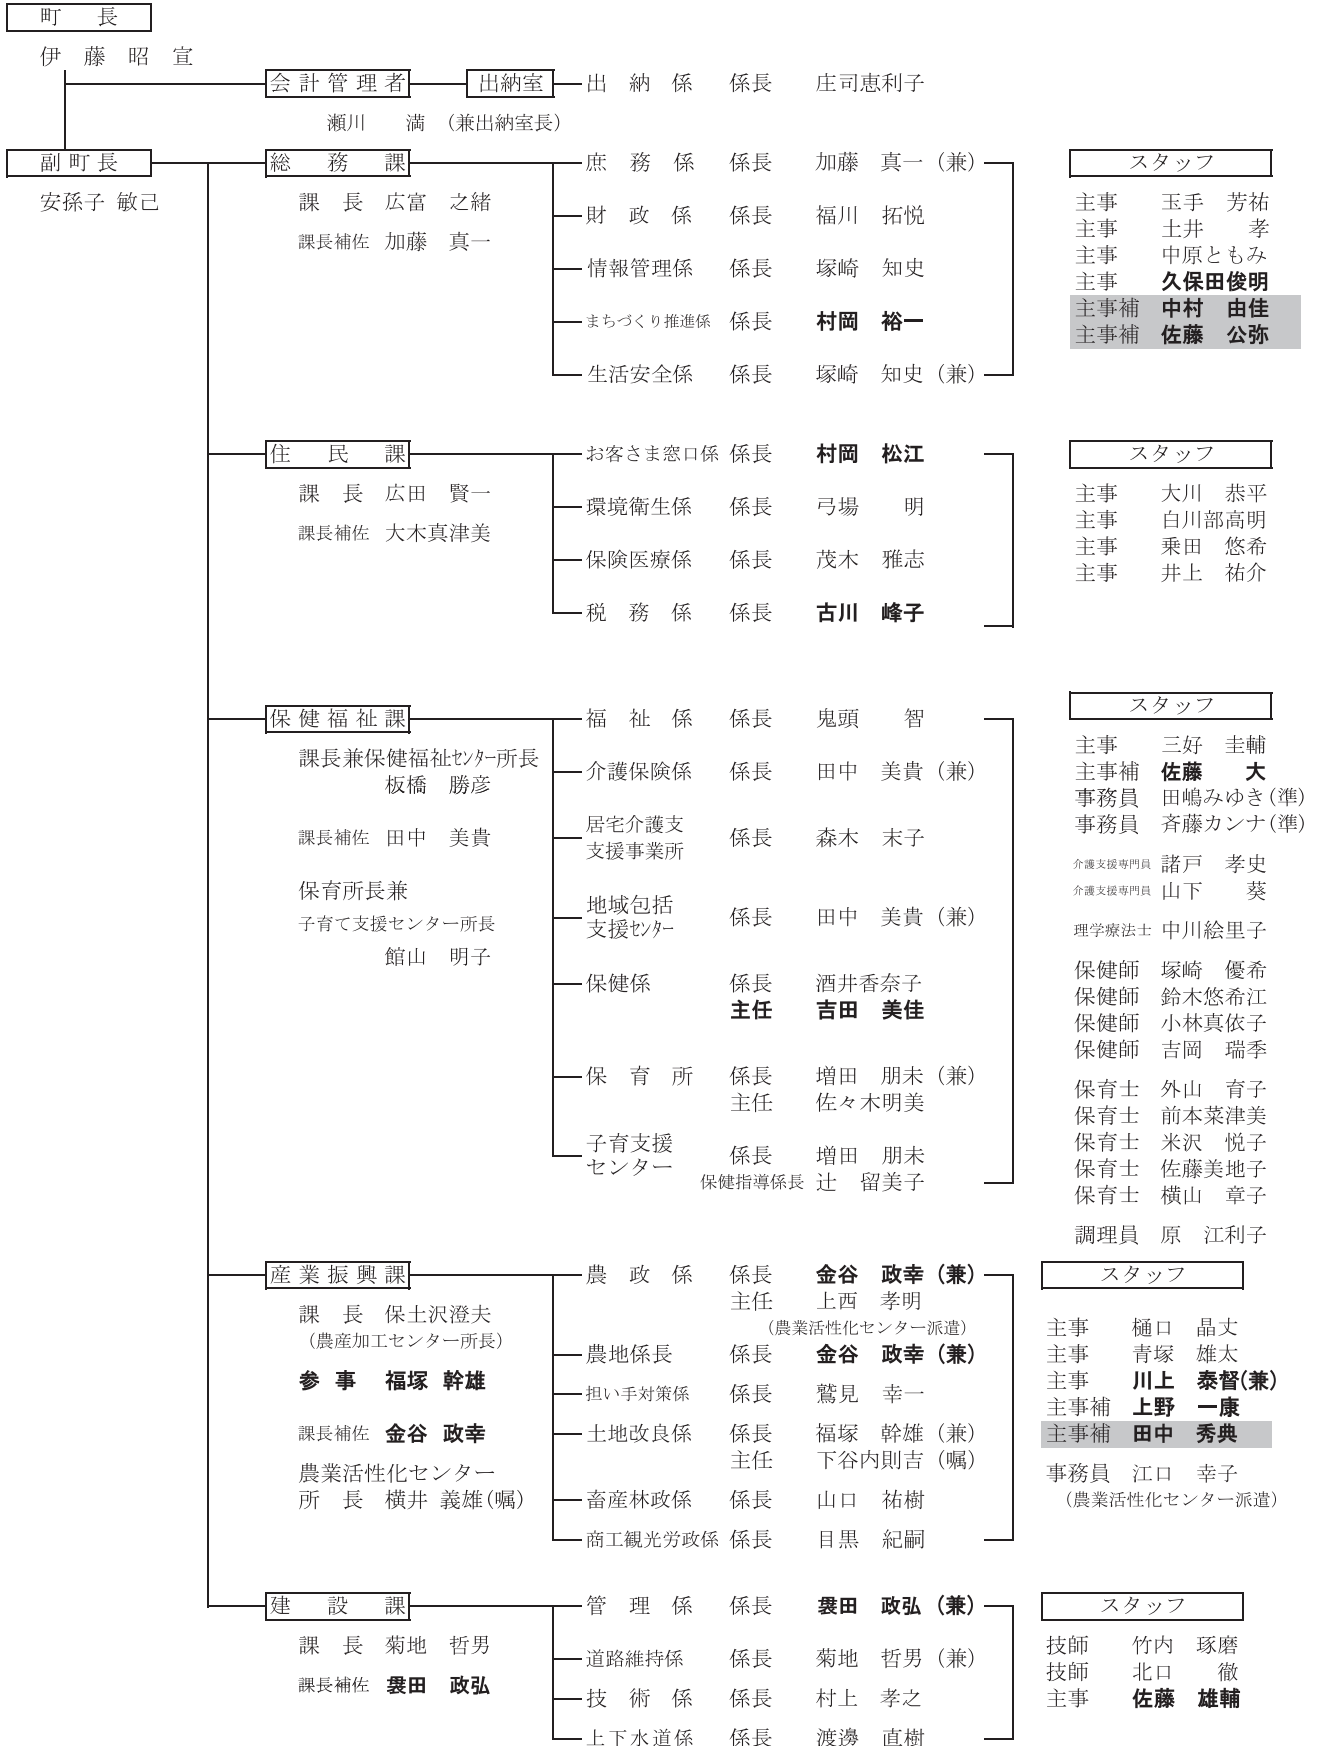 町　長
伊　藤　昭　宣
会計管理者　出納室　出　納　係　係長　庄司恵利子
瀬川　満　（兼出納室長）
副町長　総　務　課　庶　務　係　係長　加藤　真一（兼）　スタッフ
安孫子 敏己　課　長　広富　之緒　主事　玉手　芳祐
財　政　係　係長　福川　拓悦
主事　土井　孝
課長補佐　加藤　真一
主事　中原ともみ
情報管理係　係長　塚崎　知史
主事　久保田俊明
主事補　中村　由佳
まちづくり推進係　係長　村岡　裕一
主事補　佐藤　公弥
生活安全係　係長　塚崎　知史（兼）
住　民　課　お客さま窓口係　係長　村岡　松江　スタッフ
課　長　広田　賢一　主事　大川　恭平
環境衛生係　係長　弓場　明
主事　白川部高明
課長補佐　大木真津美
主事　乗田　悠希
保険医療係　係長　茂木　雅志
主事　井上　祐介
税　務　係　係長　古川　峰子
スタッフ
保健福祉課　福　祉　係　係長　鬼頭　智
主事　三好　圭輔
課長兼保健福祉ｾﾝﾀｰ所長
介護保険係　係長　田中　美貴（兼）
主事補　佐藤　大
板橋　勝彦
事務員　田嶋みゆき（準）
居宅介護支
支援事業所　係長　森木　末子
事務員　斉藤カンナ（準）
課長補佐　田中　美貴
介護支援専門員　諸戸　孝史
保育所長兼
介護支援専門員　山下　葵
地域包括
支援ｾﾝﾀｰ　係長　田中　美貴（兼）
子育て支援センター所長
理学療法士　中川絵里子
館山　明子
保健係　係長　酒井香奈子
保健師　塚崎　優希
主任　吉田　美佳
保健師　鈴木悠希江
保健師　小林真依子
保健師　吉岡　瑞季
保　育　所　係長　増田　朋未（兼）
保育士　外山　育子
主任　佐々木明美
保育士　前本菜津美
子育支援
センター　係長　増田　朋未
保育士　米沢　悦子
保育士　佐藤美地子
保健指導係長　辻　留美子
保育士　横山　章子
調理員　原　江利子
産業振興課　農　政　係　係長　金谷　政幸（兼）　スタッフ
課　長　保土沢澄夫　主任　上西　孝明
（農産加工センター所長）　（農業活性化センター派遣）　主事　樋口　晶丈
農地係長　係長　金谷　政幸（兼）　主事　青塚　雄太
参　事　福塚　幹雄　主事　川上　泰督（兼）
担い手対策係　係長　鷲見　幸一
主事補　上野　一康
課長補佐　金谷　政幸　土地改良係　係長　福塚　幹雄（兼）　主事補　田中　秀典
主任　下谷内則吉（嘱）
農業活性化センター　事務員　江口　幸子
所　長　横井　義雄（嘱）　畜産林政係　係長　山口　祐樹　（農業活性化センター派遣）
商工観光労政係　係長　目黒　紀嗣
建　設　課　管　理　係　係長　袰田　政弘（兼）　スタッフ
課　長　菊地　哲男　技師　竹内　琢磨
道路維持係　係長　菊地　哲男（兼）
技師　北口　徹
課長補佐　袰田　政弘　技　術　係　係長　村上　孝之　主事　佐藤　雄輔
上下水道係　係長　渡邊　直樹